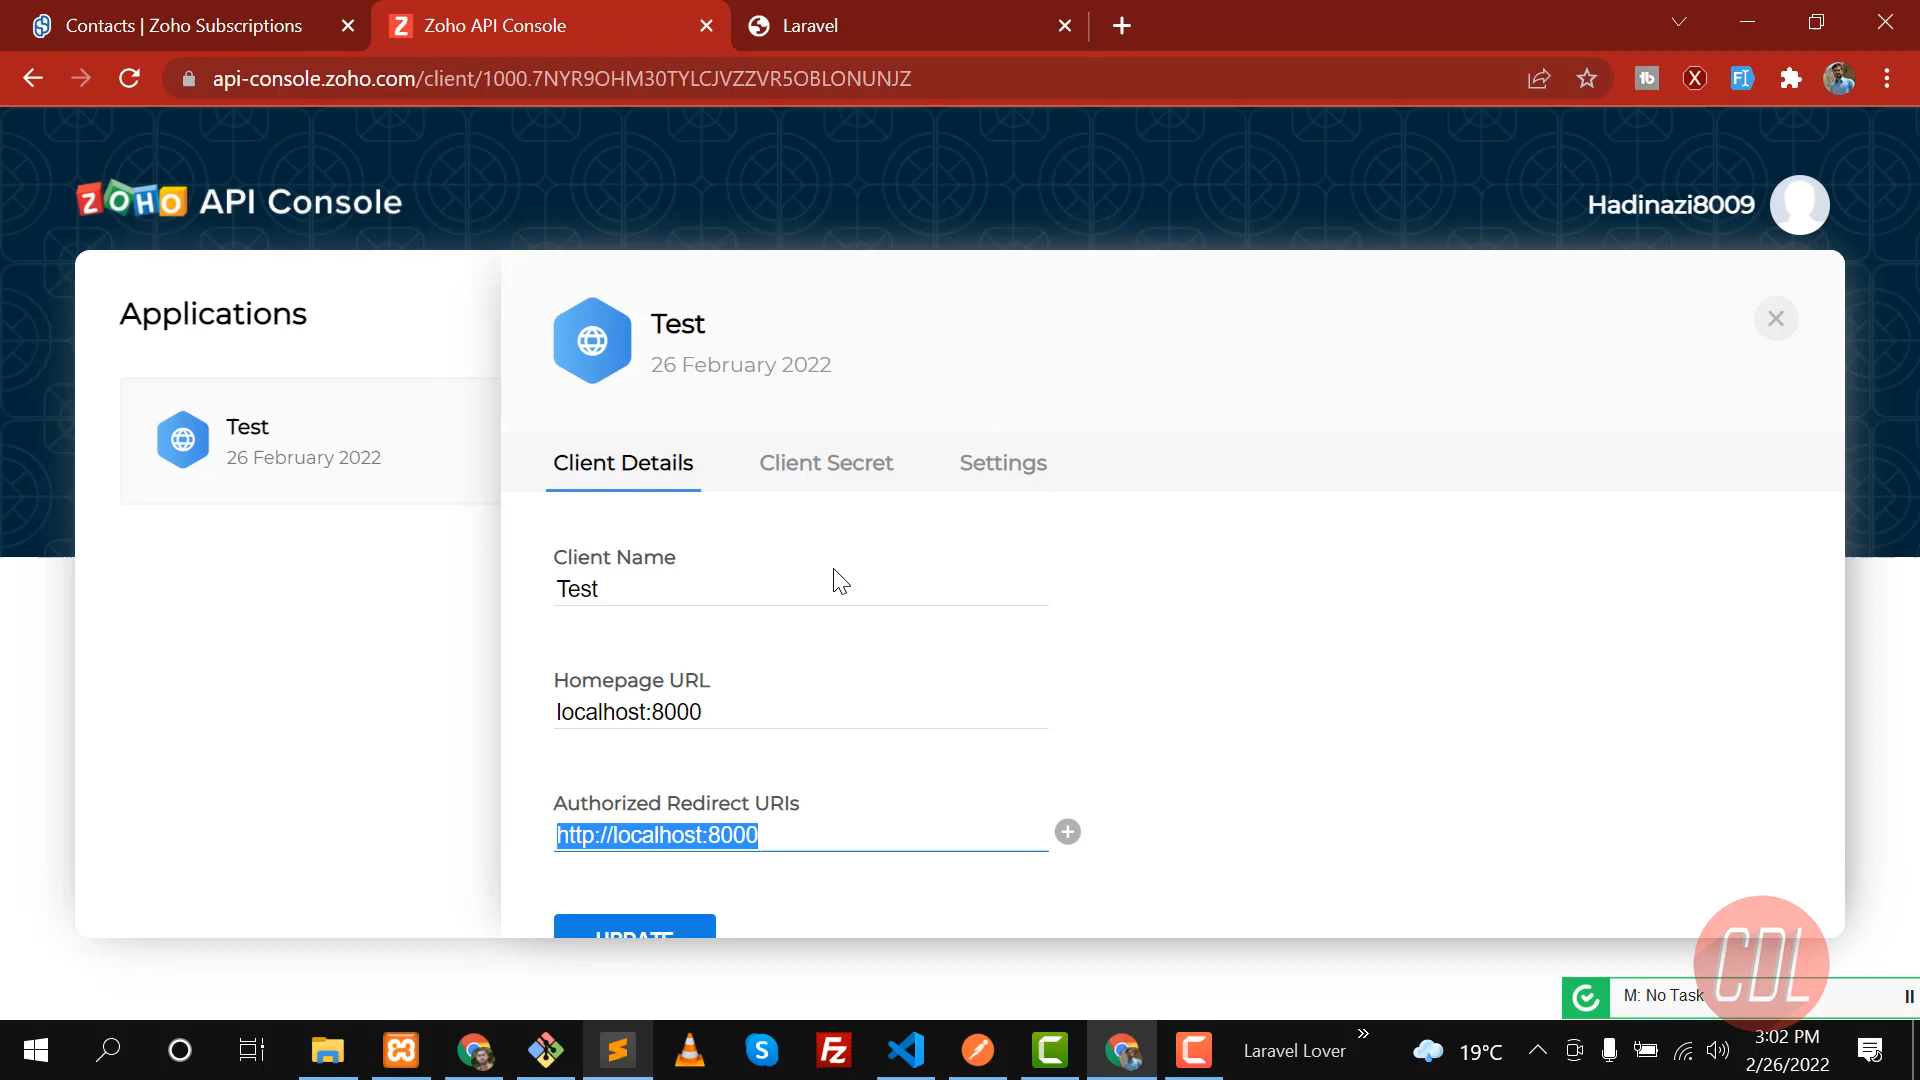 Contacts | Zoho Subscriptions
Zoho API Console
Laravel
api-console.zoho.com/client/1000.7NYR9OHM30TYLCJVZZVR5OBLONUNJZ
ZOHO API Console
Hadinazi8009
Applications
Test
26 February 2022
Test
26 February 2022
Client Details
Client Secret
Settings
Client Name
Test
Homepage URL
localhost:8000
Authorized Redirect URIs
http://localhost:8000
UPDATE
CDL
M: No Task
Laravel Lover
19°C
3:02 PM
2/26/2022